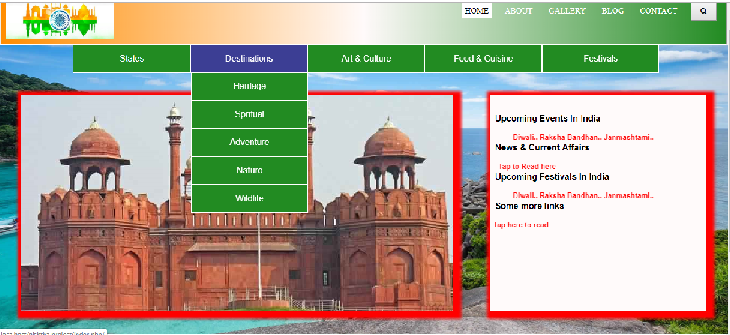 HOME ABOUT GALLERY BLOG CONTACT
States Destinations Art & Culture Food & Cuisine Festivals
Heritage
Spritual
Adventure
Nature
Wildlife
Upcoming Events In India
Diwali.. Raksha Bandhan.. Janmashtami..
News & Current Affairs
Tap to Read here
Upcoming Festivals In India
Diwali.. Raksha Bandhan.. Janmashtami..
Some more links
Tap here to read